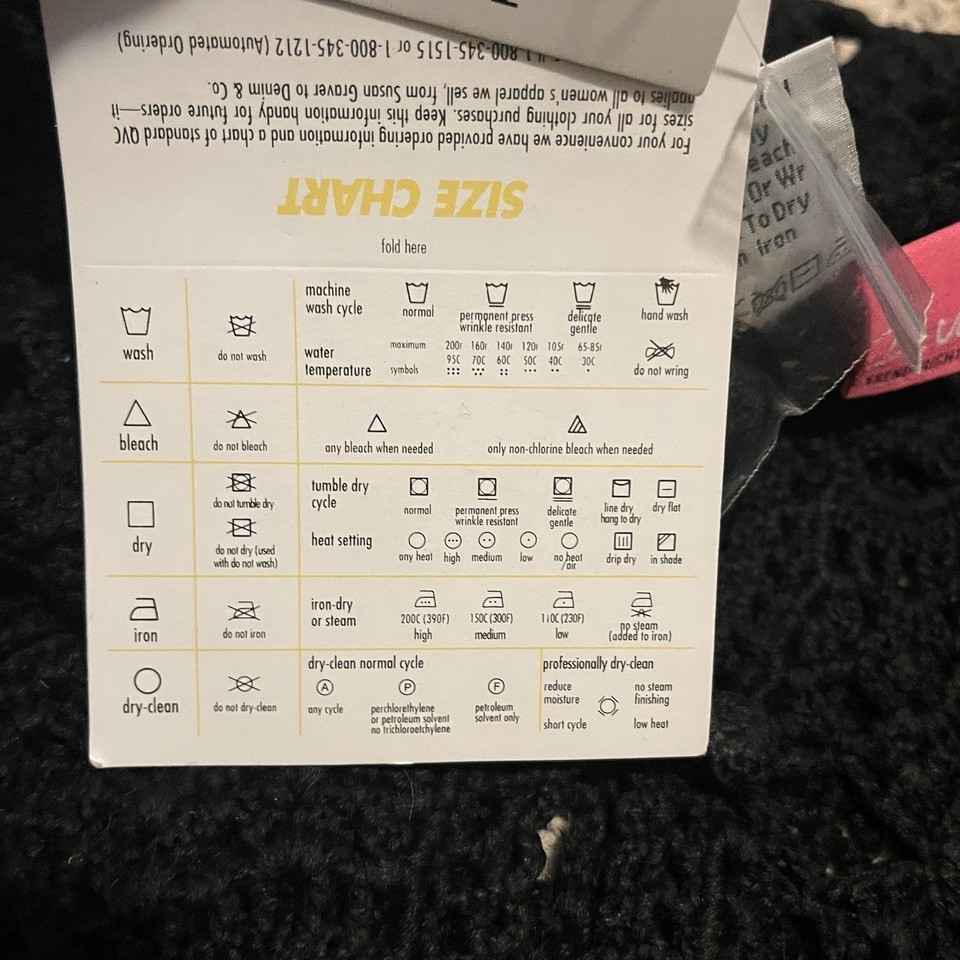 SIZE CHART
For your convenience we have provided ordering information and a chart of standard QVC
sizes for all your clothing purchases. Keep this information handy for future orders—it
applies to all women's apparel we sell, from Susan Graver to Denim & Co.
1-800-345-1515 or 1-800-345-1212 (Automated Ordering)
fold here
wash
do not wash
machine
wash cycle
normal
permanent press
wrinkle resistant
delicate
gentle
hand wash
water
temperature
maximum 200F 160F 140F 120F 105F 65-85F
95C 70C 60C 50C 40C 30C
symbols
do not wring
bleach
do not bleach
any bleach when needed
only non-chlorine bleach when needed
dry
do not tumble dry
do not dry (used
with do not wash)
tumble dry
cycle
normal
permanent press
wrinkle resistant
delicate
gentle
line dry
hang to dry
dry flat
heat setting
any heat
high
medium
low
no heat
/air
drip dry
in shade
iron
do not iron
iron-dry
or steam
200C (390F)
high
150C (300F)
medium
110C (230F)
low
no steam
(added to iron)
dry-clean
do not dry-clean
dry-clean normal cycle
A
any cycle
P
perchlorethylene
or petroleum solvent
no trichloroetchylene
F
petroleum
solvent only
professionally dry-clean
reduce
moisture
no steam
finishing
short cycle
low heat
each
Or Wr
To Dry
Iron